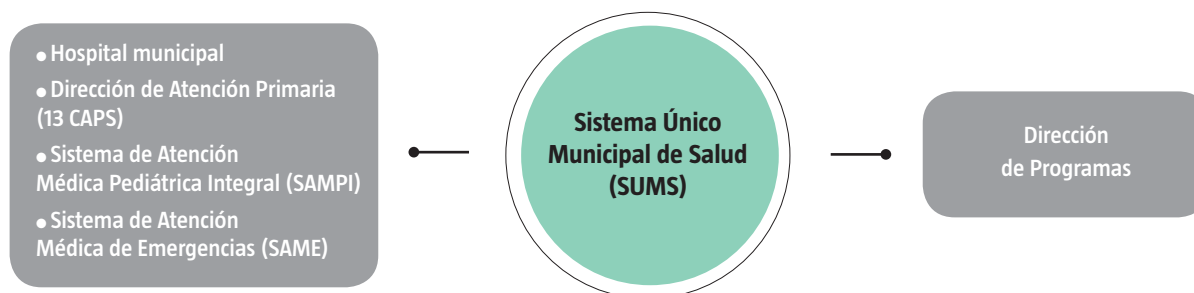 ● Hospital municipal
● Dirección de Atención Primaria
(13 CAPS)
● Sistema de Atención
Médica Pediátrica Integral (SAMPI)
● Sistema de Atención
Médica de Emergencias (SAME)
Sistema Único
Municipal de Salud
(SUMS)
Dirección
de Programas